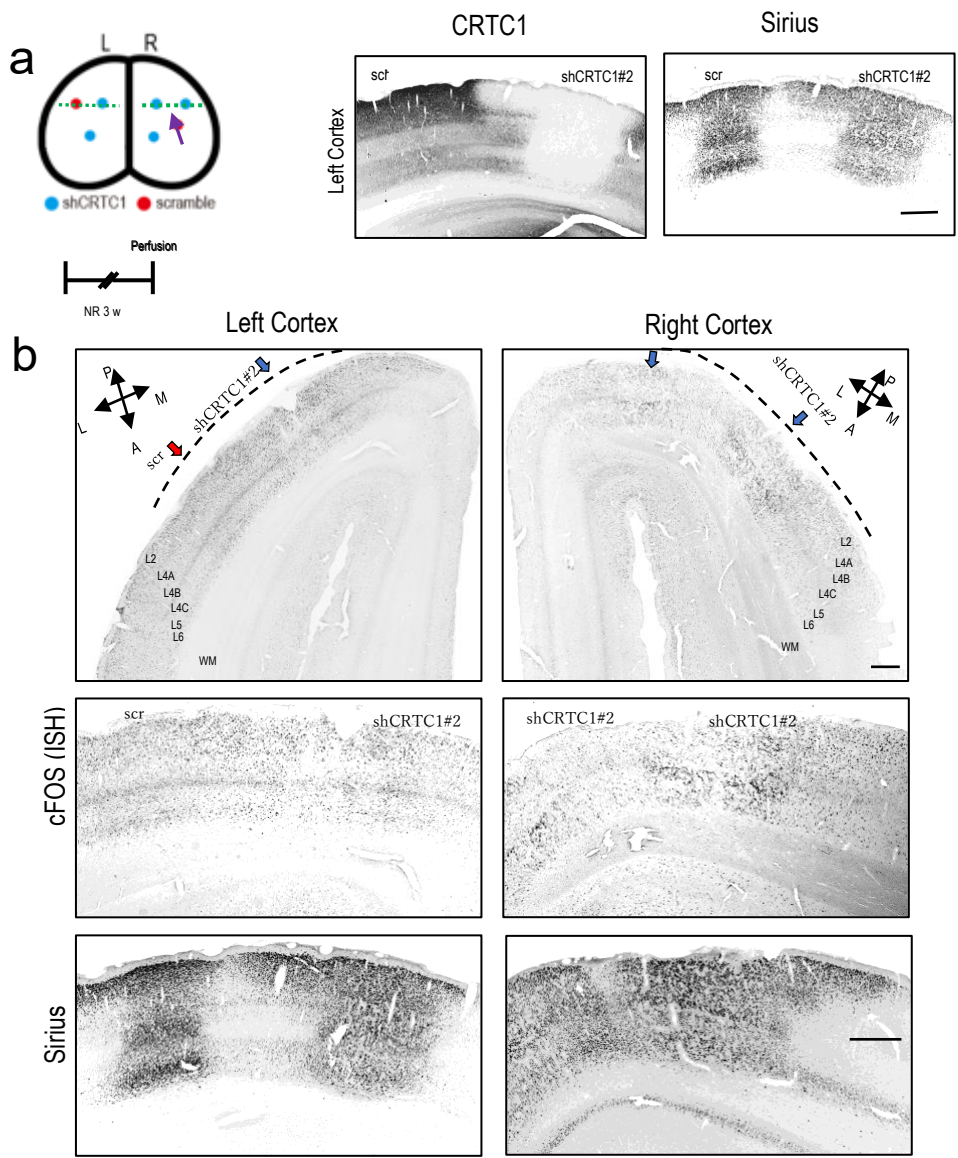 a
L R
shCRTC1 scramble
Perfusion
NR 3 w
CRTC1
Sirius
scr
shCRTC1#2
scr
shCRTC1#2
Left Cortex
b
Left Cortex
Right Cortex
P
M
L
A
scr
shCRTC1#2
L2
L4A
L4B
L4C
L5
L6
WM
shCRTC1#2
L
P
A
M
L2
L4A
L4B
L4C
L5
L6
WM
cFOS (ISH)
scr
shCRTC1#2
shCRTC1#2
shCRTC1#2
Sirius